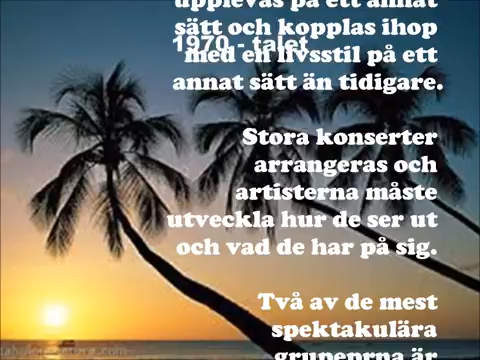 upplevas på ett annat
sätt och kopplas ihop
1970 - talet
med en livsstil på ett
annat sätt än tidigare.
Stora konserter
arrangeras och
artisterna måste
utveckla hur de ser ut
och vad de har på sig.
Två av de mest
spektakulära
grupeprna är